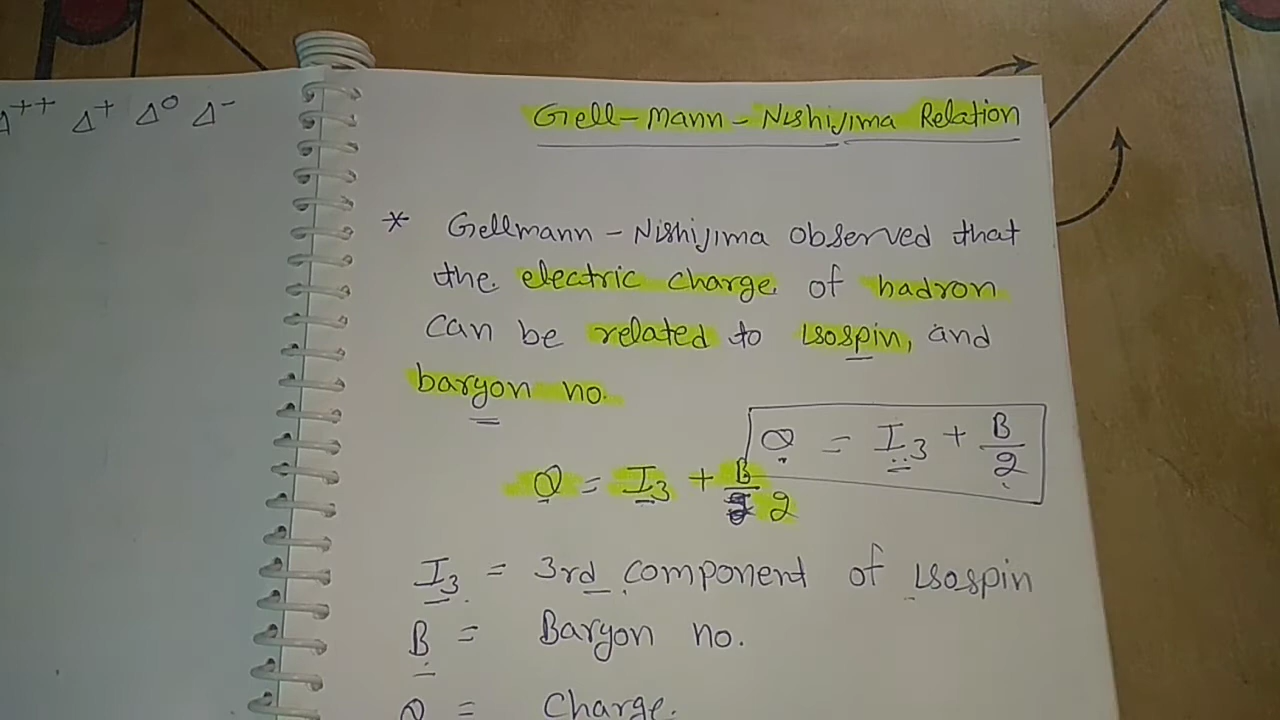 Δ++ Δ+ Δ0 Δ-
Gell-Mann-Nishijima Relation
* Gellmann-Nishijima observed that
the electric charge of hadron
can be related to Isospin, and
baryon no.
Q = I3 + B/2
Q = I3 + B/2
I3 = 3rd component of Isospin
B = Baryon no.
Q = Charge.